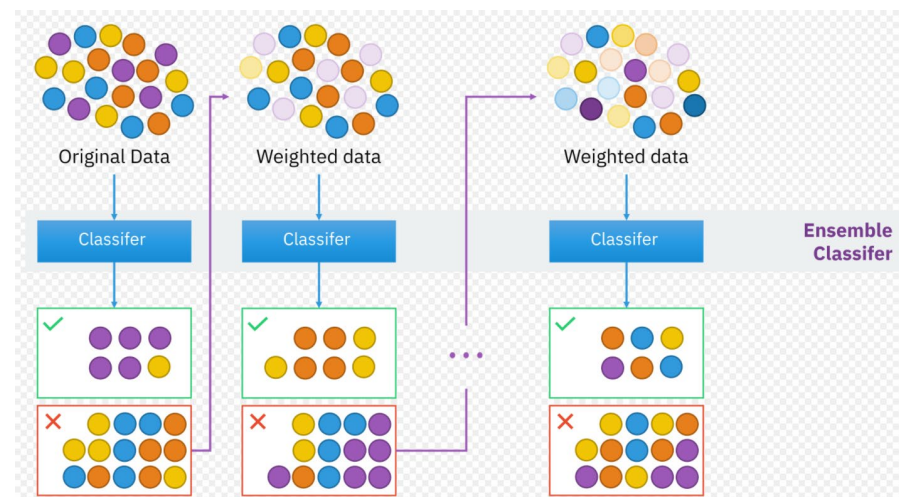 Original Data
Weighted data
Weighted data
Classifer
Classifer
Classifer
Ensemble
Classifer